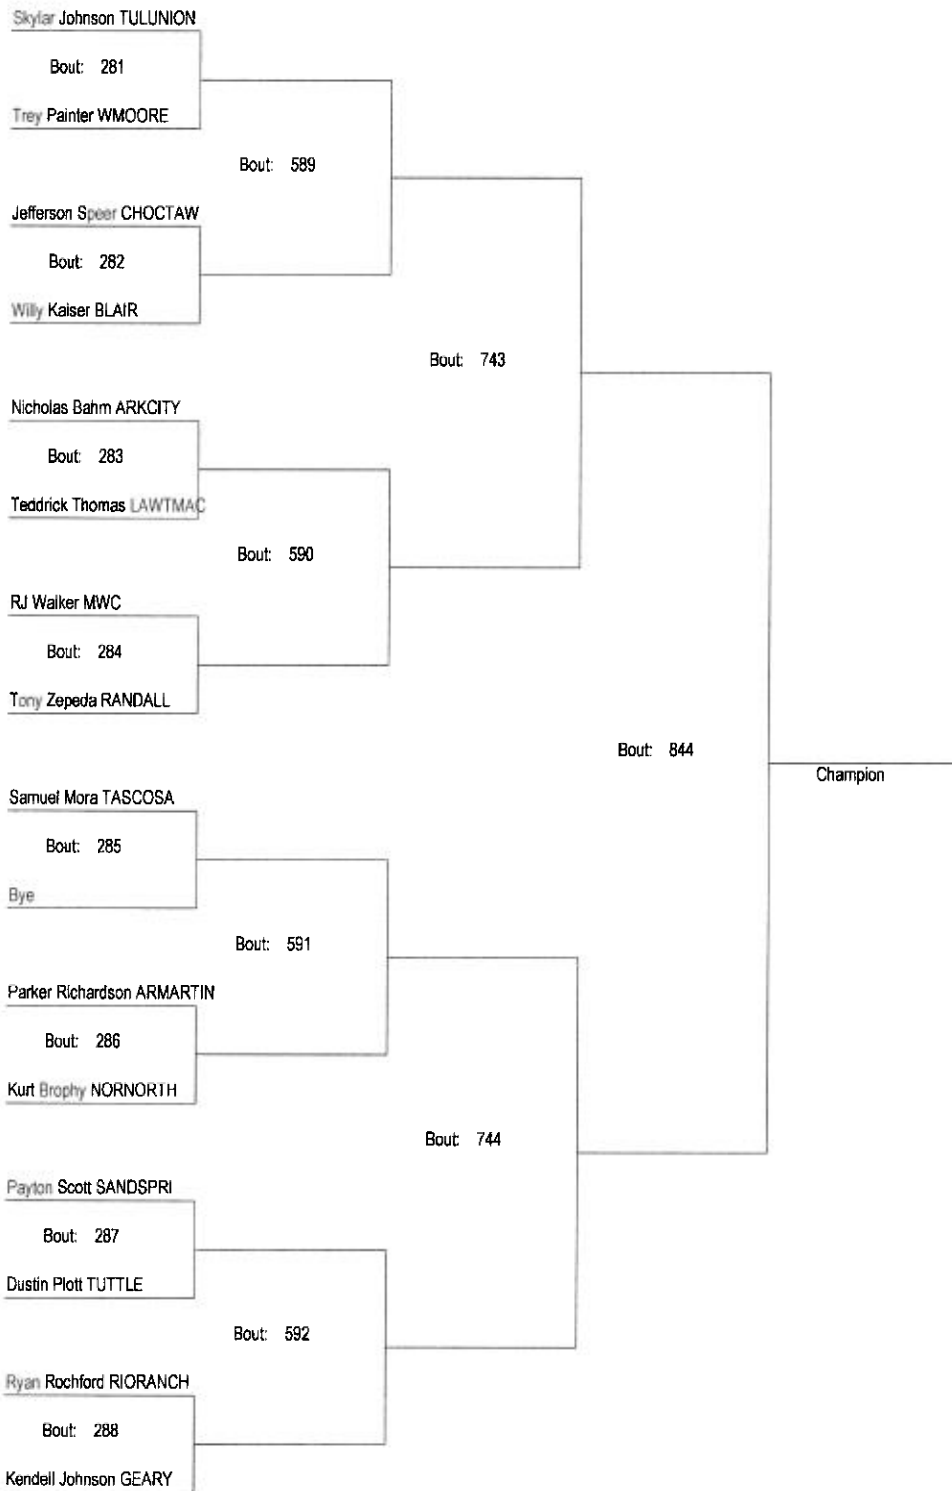 Skylar Johnson TULUNION
Bout: 281
Trey Painter WMOORE
Bout: 589
Jefferson Speer CHOCTAW
Bout: 282
Willy Kaiser BLAIR
Bout: 743
Nicholas Bahm ARKCITY
Bout: 283
Teddrick Thomas LAWTMAC
Bout: 590
RJ Walker MWC
Bout: 284
Tony Zepeda RANDALL
Bout: 844
Champion
Samuel Mora TASCOSA
Bout: 285
Bye
Bout: 591
Parker Richardson ARMARTIN
Bout: 286
Kurt Brophy NORNORTH
Bout: 744
Payton Scott SANDSPRI
Bout: 287
Dustin Plott TUTTLE
Bout: 592
Ryan Rochford RIORANCH
Bout: 288
Kendell Johnson GEARY